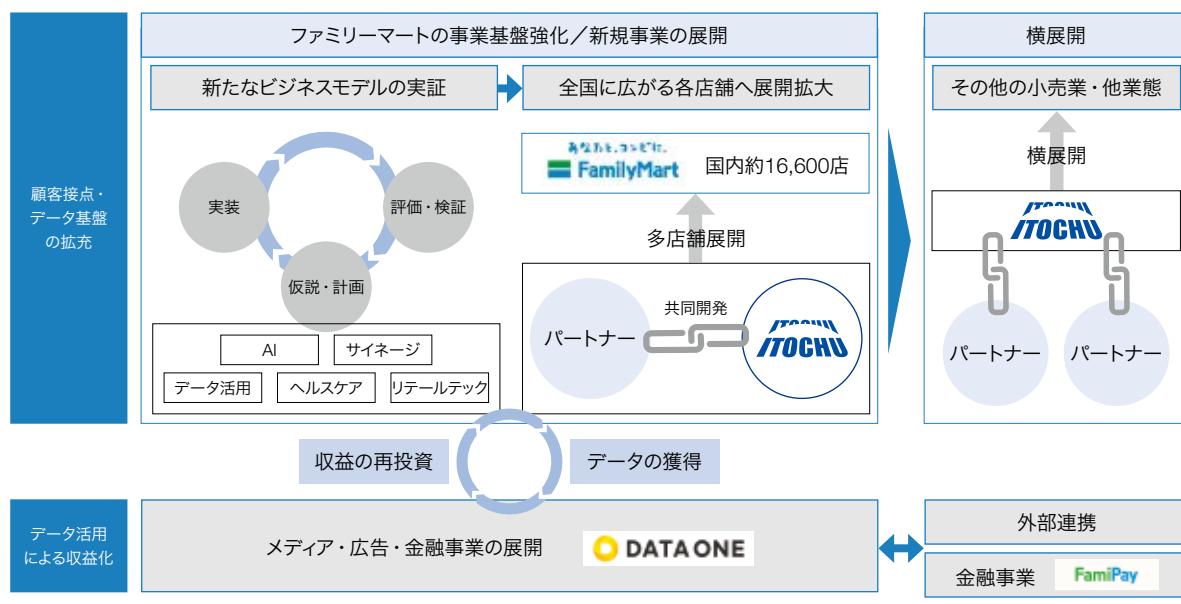 顧客接点・
データ基盤
の拡充
ファミリーマートの事業基盤強化／新規事業の展開
新たなビジネスモデルの実証
全国に広がる各店舗へ展開拡大
実装
評価・検証
仮説・計画
AI
サイネージ
データ活用
ヘルスケア
リテールテック
あなたと、コンビに、
FamilyMart
国内約16,600店
多店舗展開
パートナー
共同開発
ITOCHU
横展開
その他の小売業・他業態
横展開
ITOCHU
パートナー
パートナー
収益の再投資
データの獲得
データ活用
による収益化
メディア・広告・金融事業の展開
DATA ONE
外部連携
金融事業
FamiPay